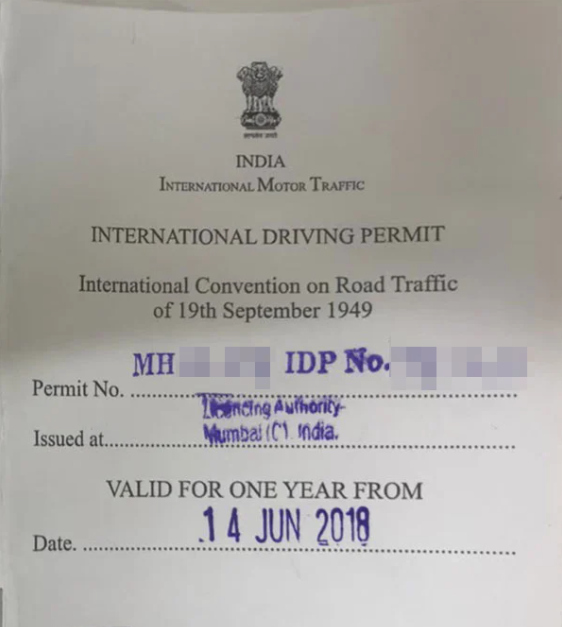 INDIA
INTERNATIONAL MOTOR TRAFFIC
INTERNATIONAL DRIVING PERMIT
International Convention on Road Traffic
of 19th September 1949
MH IDP No.
Permit No.
Licencing Authority
Issued at Mumbai (C). India.
VALID FOR ONE YEAR FROM
Date. 14 JUN 2018